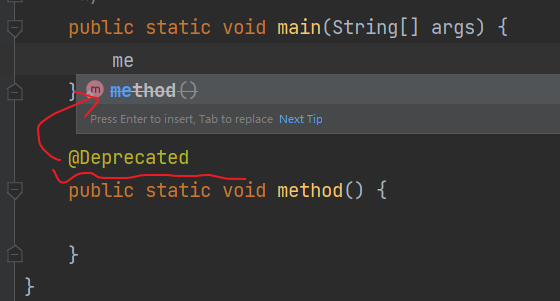 public static void main(String[] args) {
me
} m method()
Press Enter to insert, Tab to replace Next Tip
@Deprecated
public static void method() {
}
}